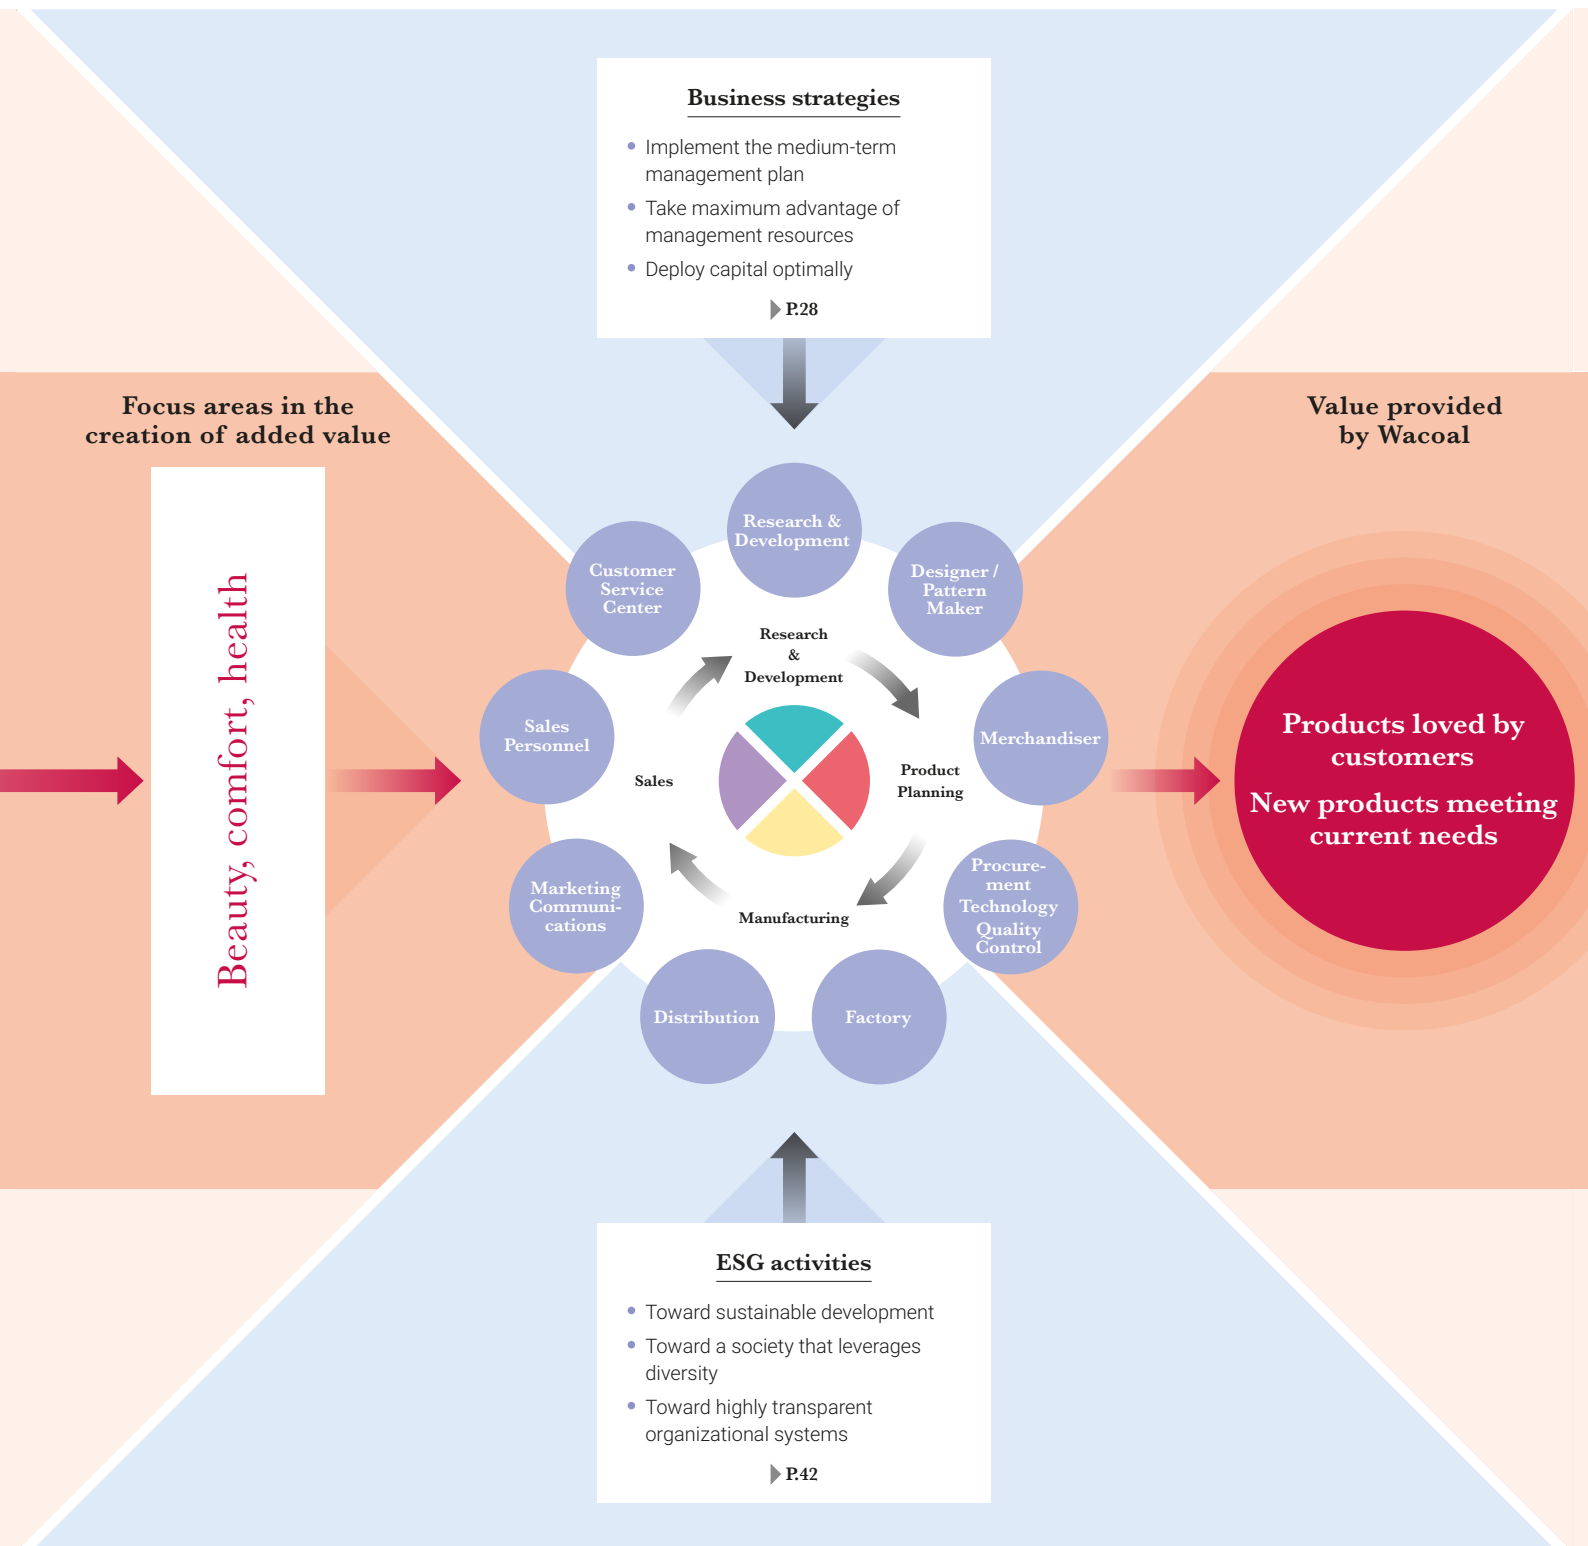 Business strategies
• Implement the medium-term
management plan
• Take maximum advantage of
management resources
• Deploy capital optimally
P.28
Focus areas in the
creation of added value
Beauty, comfort, health
Research &
Development
Designer /
Pattern
Maker
Merchandiser
Procure-
ment
Technology
Quality
Control
Factory
Distribution
Marketing
Communi-
cations
Sales
Personnel
Customer
Service
Center
Research
&
Development
Product
Planning
Manufacturing
Sales
Value provided
by Wacoal
Products loved by
customers
New products meeting
current needs
ESG activities
• Toward sustainable development
• Toward a society that leverages
diversity
• Toward highly transparent
organizational systems
P.42